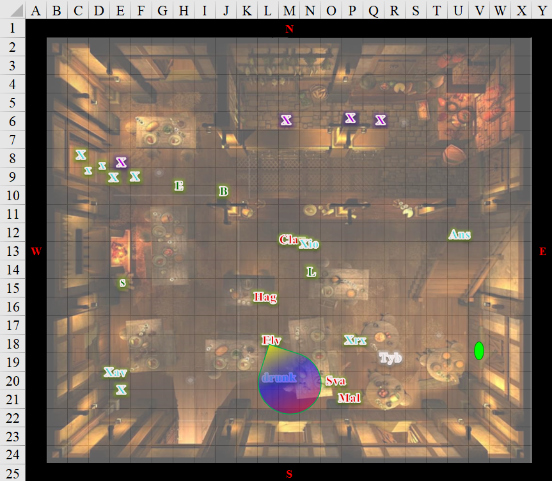 A B C D E F G H I J K L M N O P Q R S T U V W X Y
1 N
2
3
4
5
6 X X X
7
8 X X
9 x x X X E
10 B
11
12 Cla Xlo Ans
13 W E
14 L
15 s
16 Hag
17
18 Fly Xrx
19 Tyb
20 Xav drunk Sva
21 X Mal
22
23
24
25 S